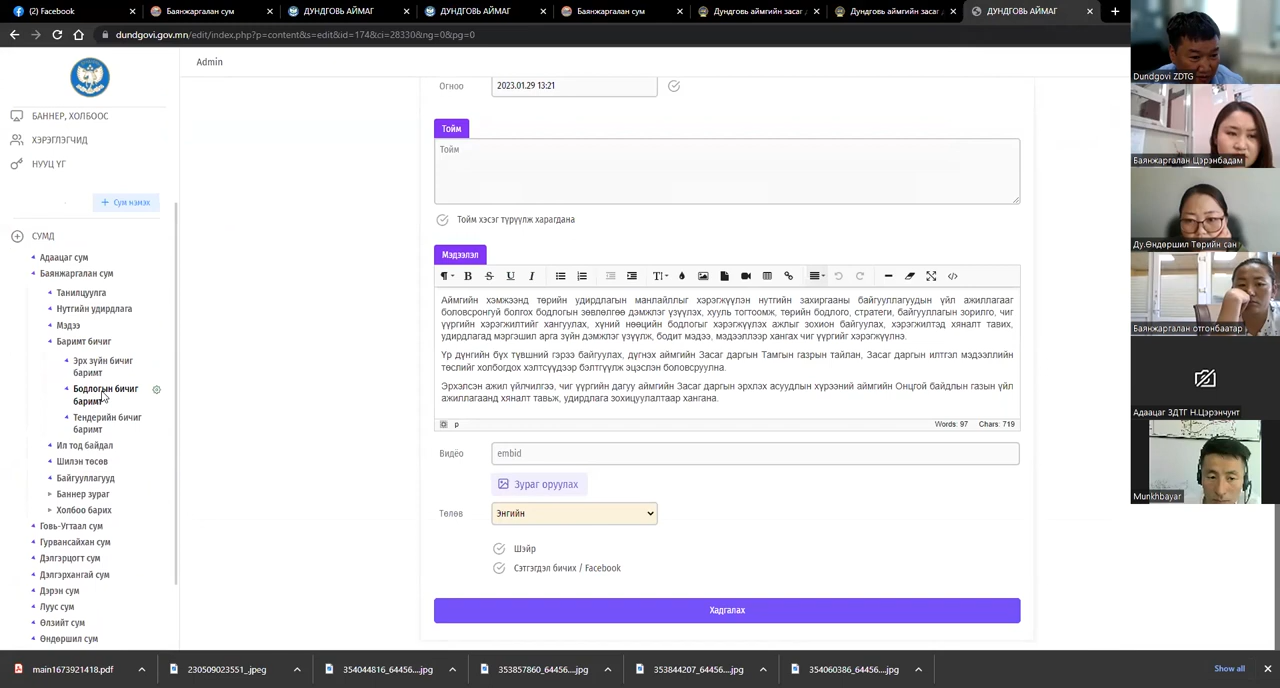 Facebook
Баянжаргалан сум
ДУНДГОВЬ АЙМАГ
ДУНДГОВЬ АЙМАГ
Баянжаргалан сум
Дундговь аймгийн засаг д
Дундговь аймгийн засаг д
ДУНДГОВЬ АЙМАГ
dundgovi.gov.mn/edit/index.php?p=content&s=edit&id=174&ci=28330&ng=0&pg=0
Admin
БАННЕР, ХОЛБООС
ХЭРЭГЛЭГЧИД
НУУЦ ҮГ
+ Сум нэмэх
СУМД
Адаацаг сум
Баянжаргалан сум
Танилцуулга
Нутгийн удирдлага
Мэдээ
Баримт бичиг
Эрх зүйн бичиг
баримт
Бодлогын бичиг
баримт
Тендерийн бичиг
баримт
Ил тод байдал
Шилэн төсөв
Байгууллагууд
Баннер зураг
Холбоо барих
Говь-Угтаал сум
Гурвансайхан сум
Дэлгэрцогт сум
Дэлгэрхангай сум
Дэрэн сум
Луус сум
Өлзийт сум
Өндөршил сум
Огноо
2023.01.29 13:21
Тойм
Тойм
Тойм хэсэг түрүүлж харагдана
Мэдээлэл
Аймгийн хэмжээнд төрийн удирдлагын манлайллыг хэрэгжүүлэн нутгийн захиргааны байгууллагуудын үйл ажиллагааг
боловсронгуй болгох бодлогын зөвлөлгөө дэмжлэг үзүүлэх, хууль тогтоомж, төрийн бодлого, стратеги, байгууллагын зорилго, чиг
үүргийн хэрэгжилтийг хангуулах, хүний нөөцийн бодлогыг хэрэгжүүлэх ажлыг зохион байгуулах, хэрэгжилтэд хяналт тавих,
удирдлагад мэргэшил арга зүйн дэмжлэг үзүүлж, бодит мэдээ, мэдээллээр хангах чиг үүргийг хэрэгжүүлнэ.
Үр дүнгийн бүх түвшний гэрээ байгуулах, дүгнэх аймгийн Засаг даргын Тамгын газрын тайлан, Засаг даргын илтгэл мэдээллийн
төслийг холбогдох хэлтсүүдээр бэлтгүүлж эцэслэн боловсруулна.
Эрхэлсэн ажил үйлчилгээ, чиг үүргийн дагуу аймгийн Засаг даргын эрхлэх асуудлын хүрээний аймгийн Онцгой байдлын газын үйл
ажиллагаанд хяналт тавьж, удирдлага зохицуулалтаар хангана.
p
Words: 97 Chars: 719
Видёо
embid
Зураг оруулах
Төлөв
Энгийн
Шэйр
Сэтгэгдэл бичих / Facebook
Хадгалах
Dundgovi ZDTG
Баянжаргалан Цэрэнбадам
Ду.Өндөршил Төрийн сан
Баянжаргалан отгонбаатар
Адаацаг ЗДТГ Н.Цэрэнчунт
Munkhbayar
main1673921418.pdf
230509023551_.jpeg
354044816_64456....jpg
353857860_64456....jpg
353844207_64456....jpg
354060386_64456....jpg
Show all